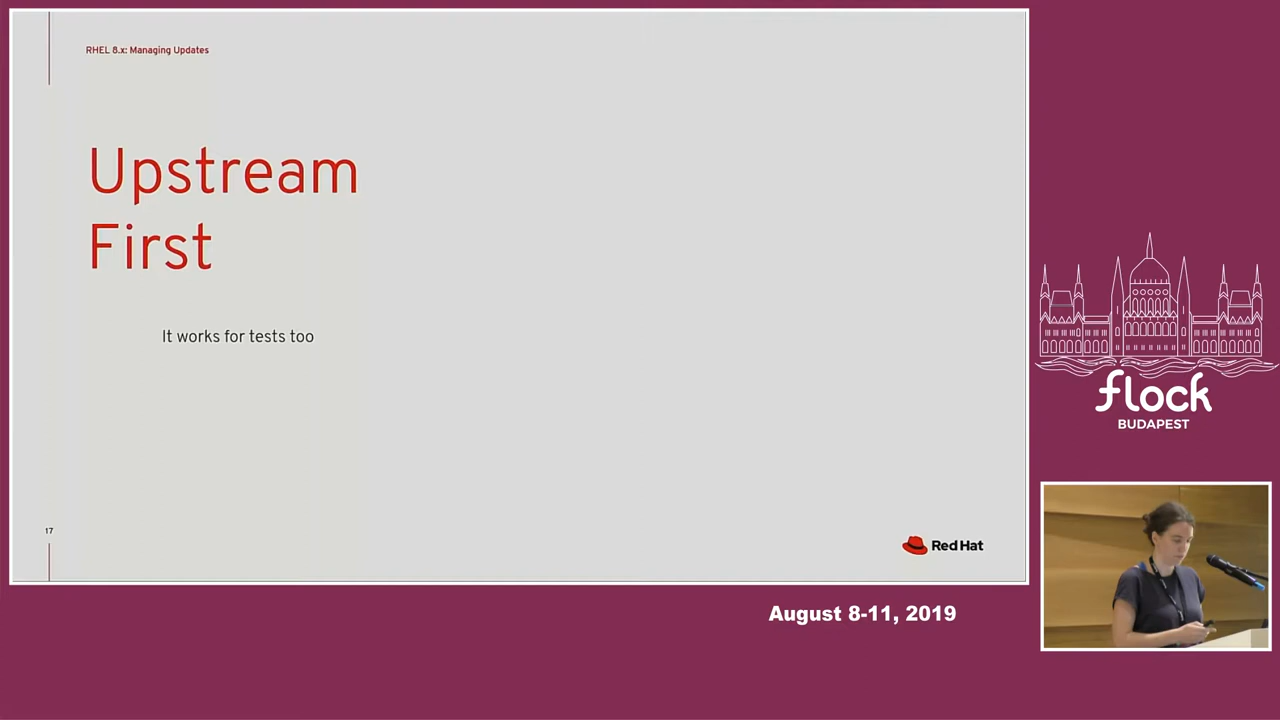 RHEL 8.x: Managing Updates
Upstream
First
It works for tests too
17
Red Hat
flock
BUDAPEST
August 8-11, 2019